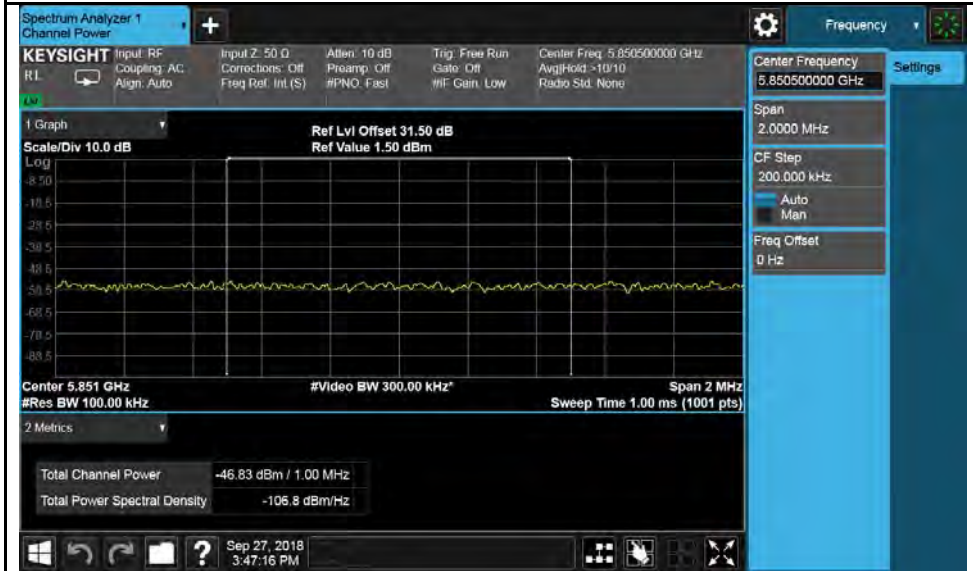 Spectrum Analyzer 1
Channel Power
Frequency
KEYSIGHT
RL
Input: RF
Coupling: AC
Align: Auto
Input Z: 50 Ω
Corrections: Off
Freq Ref: Int (S)
Atten: 10 dB
Preamp: Off
#PNO: Fast
Trig: Free Run
Gate: Off
#IF Gain: Low
Center Freq: 5.850500000 GHz
Avg|Hold:>10/10
Radio Std: None
Center Frequency
5.850500000 GHz
Settings
Span
2.0000 MHz
CF Step
200.000 kHz
Auto
Man
Freq Offset
0 Hz
1 Graph
Scale/Div 10.0 dB
Ref Lvl Offset 31.50 dB
Ref Value 1.50 dBm
Log
-8.50
-18.5
-28.5
-38.5
-48.5
-58.5
-68.5
-78.5
-88.5
Center 5.851 GHz
#Res BW 100.00 kHz
#Video BW 300.00 kHz*
Span 2 MHz
Sweep Time 1.00 ms (1001 pts)
2 Metrics
Total Channel Power -46.83 dBm / 1.00 MHz
Total Power Spectral Density -106.8 dBm/Hz
?
Sep 27, 2018
3:47:16 PM